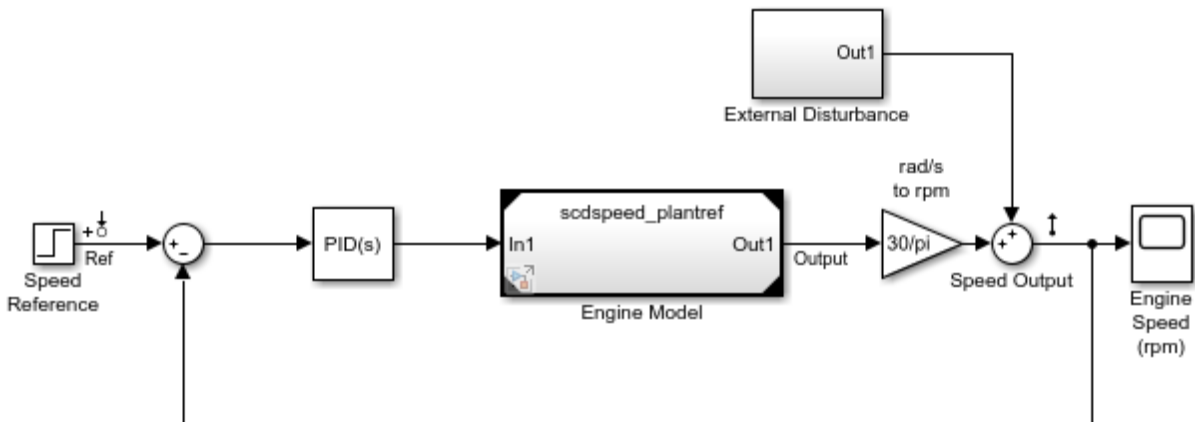 Out1
External Disturbance
rad/s
to rpm
Speed
Reference
Ref
PID(s)
scdspeed_plantref
In1
Out1
Engine Model
Output
30/pi
Speed Output
Engine
Speed
(rpm)